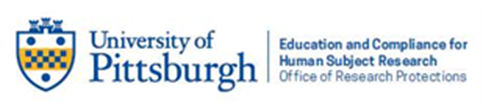 University of
Pittsburgh
Education and Compliance for
Human Subject Research
Office of Research Protections